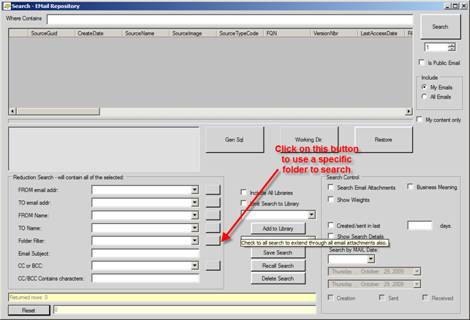 Search - EMail Repository
Where Contains
Search
SourceGuid CreateDate SourceName SourceImage SourceTypeCode FQN VersionNbr LastAccessDate
1
Is Public Email
Include
My Emails
All Emails
My content only
Gen Sql
Working Dir
Restore
Click on this button
to use a specific
folder to search
Reduction Search - will contain all of the selected.
FROM email addr:
TO email addr:
FROM Name:
TO Name:
Folder Filter:
Email Subject:
CC or BCC:
CC/BCC Contains characters:
Include All Libraries
Search to Library
Add to Library
Check to all search to extend through all email attachments also.
Save Search
Recall Search
Delete Search
Search Control
Search Email Attachments
Business Meaning
Show Weights
Created/sent in last
days.
Show Search Details
Search by MAIL Date:
Thursday , October 29, 2009
Thursday , October 29, 2009
Creation
Sent
Received
Returned rows: 0
Reset
0